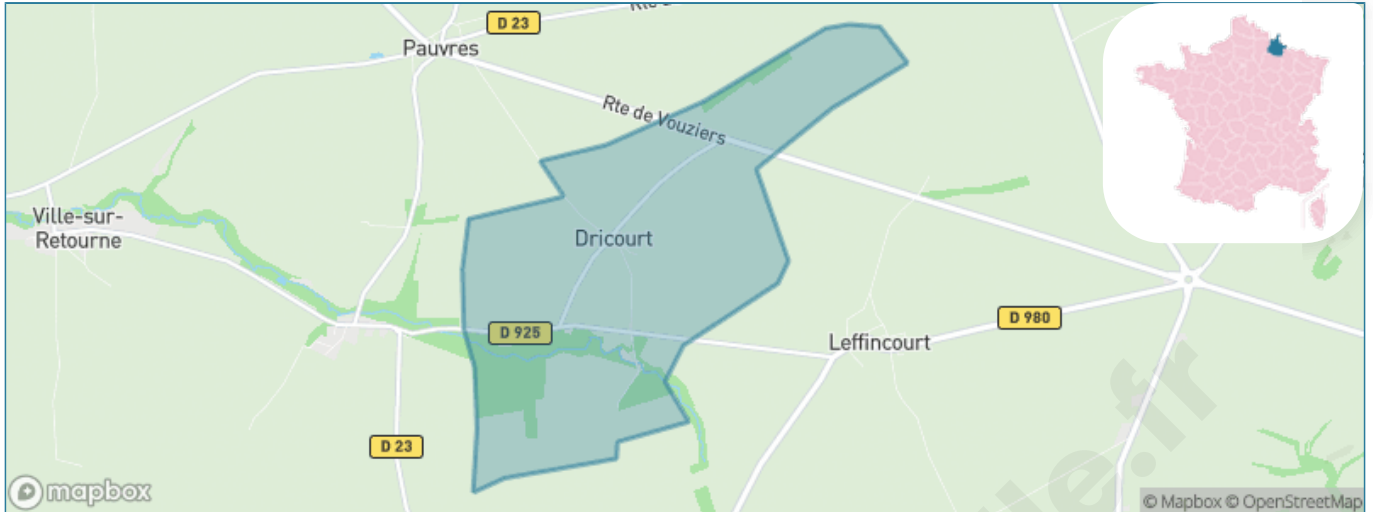 D 23
Pauvres
Rte de Vouziers
Ville-sur-
Retourne
Dricourt
D 925
D 980
Leffincourt
D 23
mapbox
© Mapbox © OpenStreetMap